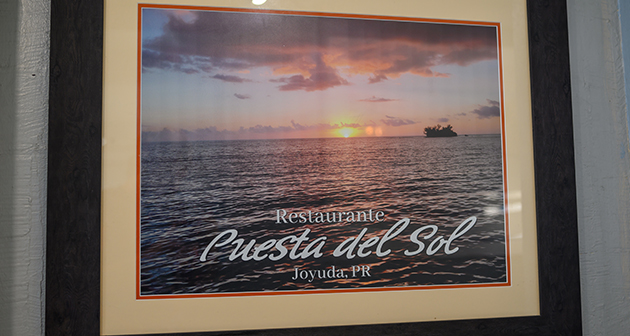 Restaurante
Puesta del Sol
Joyuda, PR